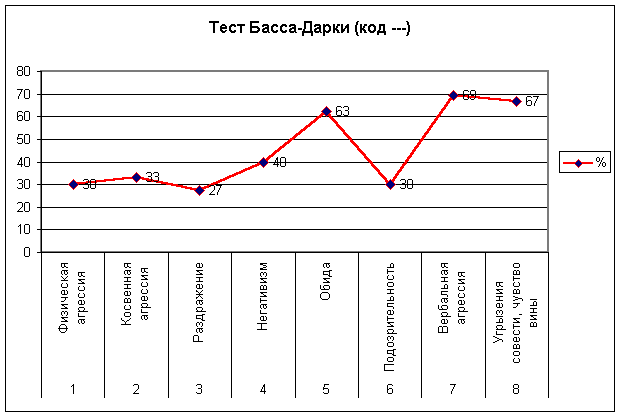 Тест Басса-Дарки (код ---)
80
70
60
50
40
30
20
10
0
30
33
27
40
63
30
69
67
%
Физическая
агрессия
Косвенная
агрессия
Раздражение
Негативизм
Обида
Подозрительность
Вербальная
агрессия
Угрызения
совести, чувство
вины
1
2
3
4
5
6
7
8